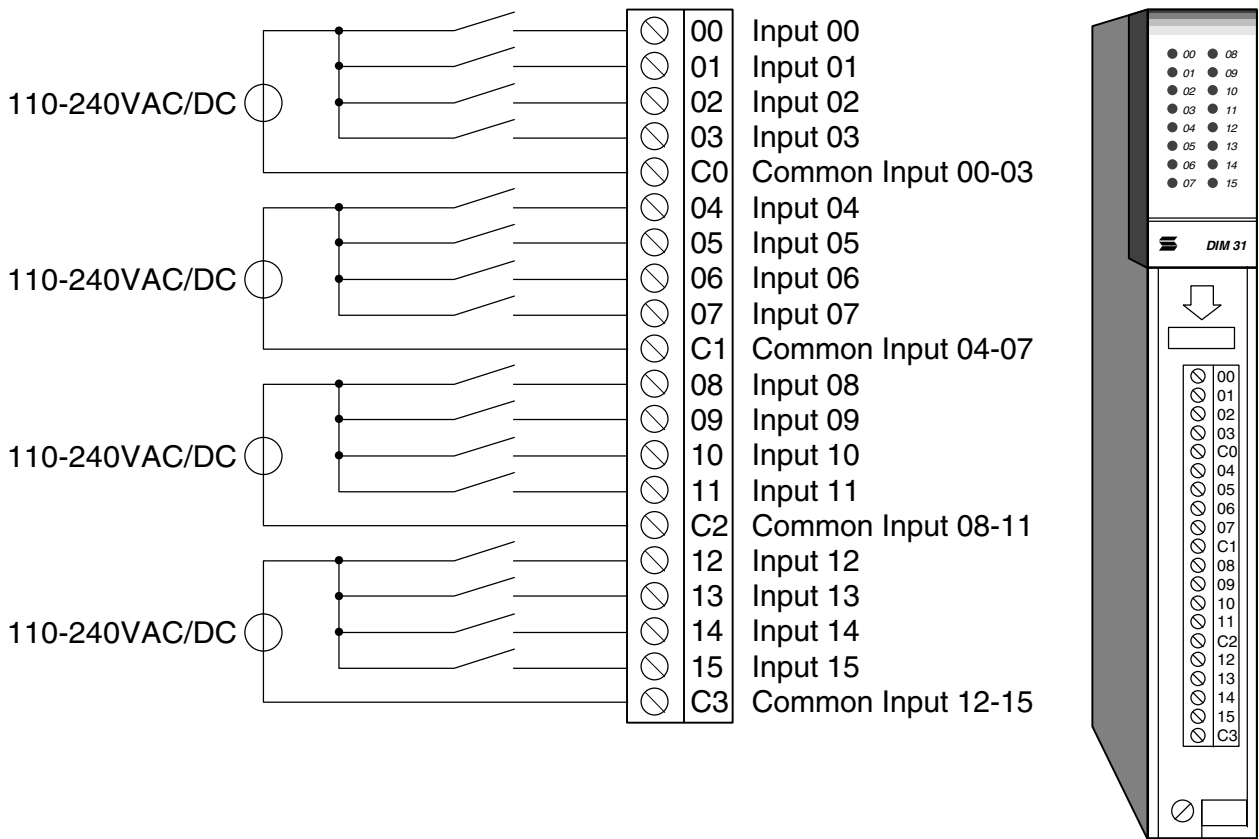 00 Input 00
01 Input 01
110-240VAC/DC 02 Input 02
03 Input 03
C0 Common Input 00-03
04 Input 04
05 Input 05
110-240VAC/DC 06 Input 06
07 Input 07
C1 Common Input 04-07
08 Input 08
09 Input 09
110-240VAC/DC 10 Input 10
11 Input 11
C2 Common Input 08-11
12 Input 12
13 Input 13
110-240VAC/DC 14 Input 14
15 Input 15
C3 Common Input 12-15
00 08
01 09
02 10
03 11
04 12
05 13
06 14
07 15
DIM 31
00
01
02
03
C0
04
05
06
07
C1
08
09
10
11
C2
12
13
14
15
C3